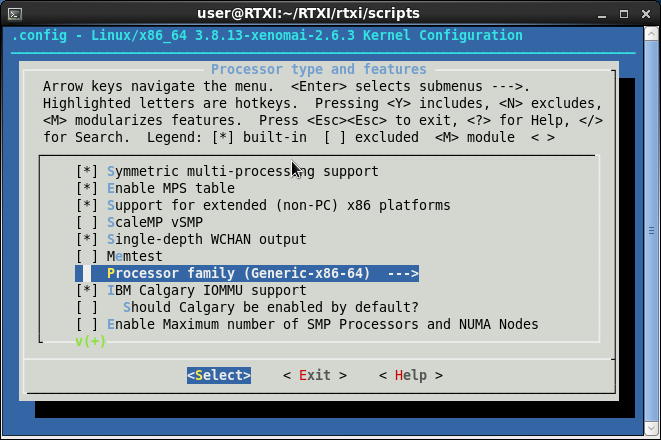 user@RTXI:~/RTXI/rtxi/scripts
.config - Linux/x86_64 3.8.13-xenomai-2.6.3 Kernel Configuration
Processor type and features
Arrow keys navigate the menu.  <Enter> selects submenus --->.
Highlighted letters are hotkeys.  Pressing <Y> includes, <N> excludes,
<M> modularizes features.  Press <Esc><Esc> to exit, <?> for Help, </>
for Search.  Legend: [*] built-in  [ ] excluded  <M> module  < >
[*] Symmetric multi-processing support
[*] Enable MPS table
[*] Support for extended (non-PC) x86 platforms
[ ] ScaleMP vSMP
[*] Single-depth WCHAN output
[ ] Memtest
Processor family (Generic-x86-64)  --->
[*] IBM Calgary IOMMU support
[ ]   Should Calgary be enabled by default?
[ ] Enable Maximum number of SMP Processors and NUMA Nodes
v(+)
<Select>    < Exit >    < Help >